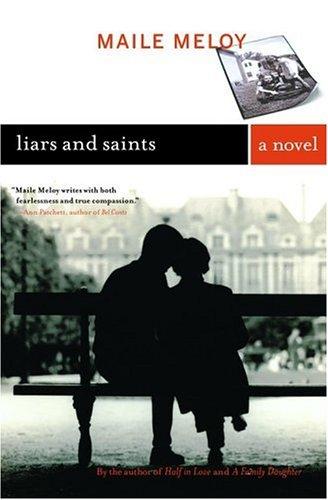 MAILE MELOY
liars and saints
a novel
"Maile Meloy writes with both
fearlessness and true compassion."
—Ann Patchett, author of Bel Canto
By the author of Half in Love and A Family Daughter